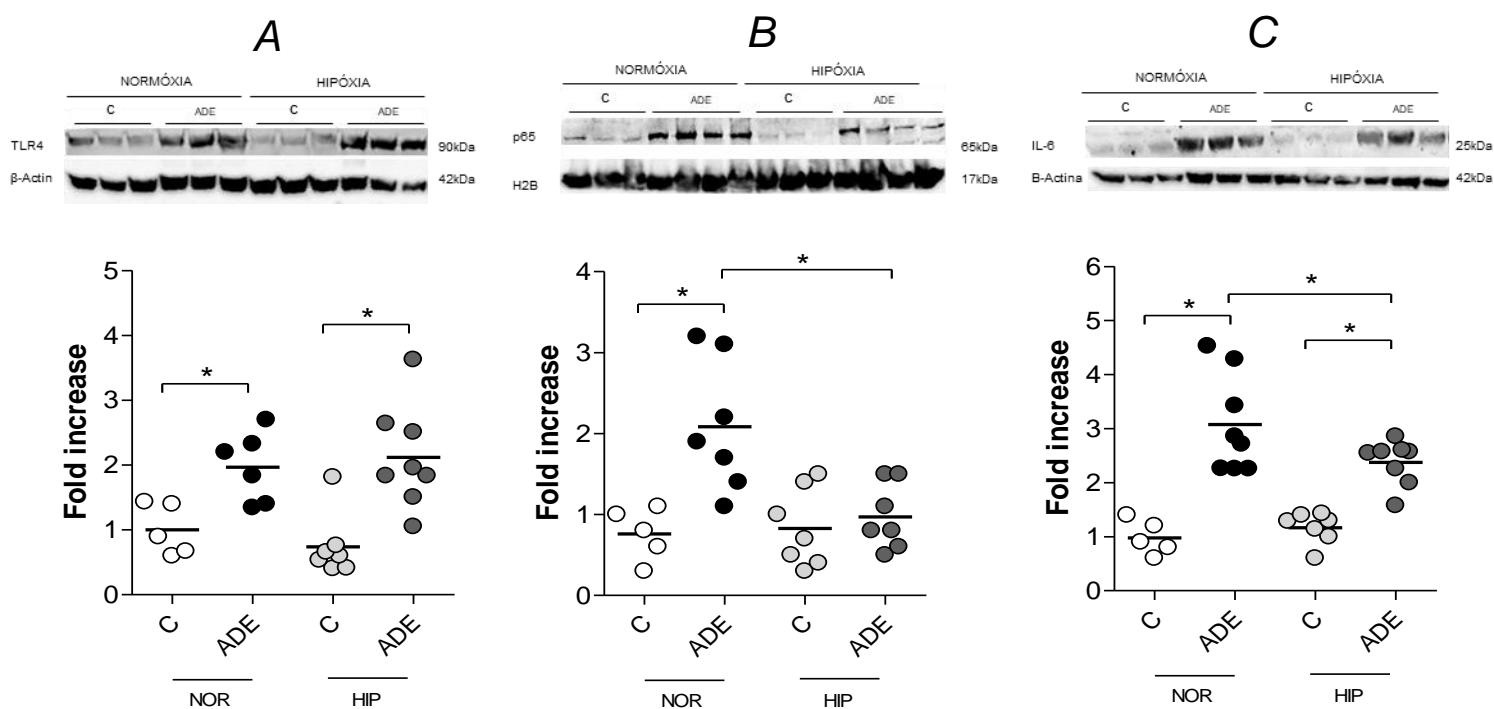 A
NORMÓXIA HIPÓXIA
C ADE C ADE
TLR4 90kDa
β-Actin 42kDa
5
4
3
2
1
0
Fold increase
*
*
C ADE C ADE
NOR HIP
B
NORMÓXIA HIPÓXIA
C ADE C ADE
p65 65kDa
H2B 17kDa
4
3
2
1
0
Fold increase
*
*
C ADE C ADE
NOR HIP
C
NORMÓXIA HIPÓXIA
C ADE C ADE
IL-6 25kDa
B-Actina 42kDa
6
5
4
3
2
1
0
Fold increase
*
*
*
C ADE C ADE
NOR HIP